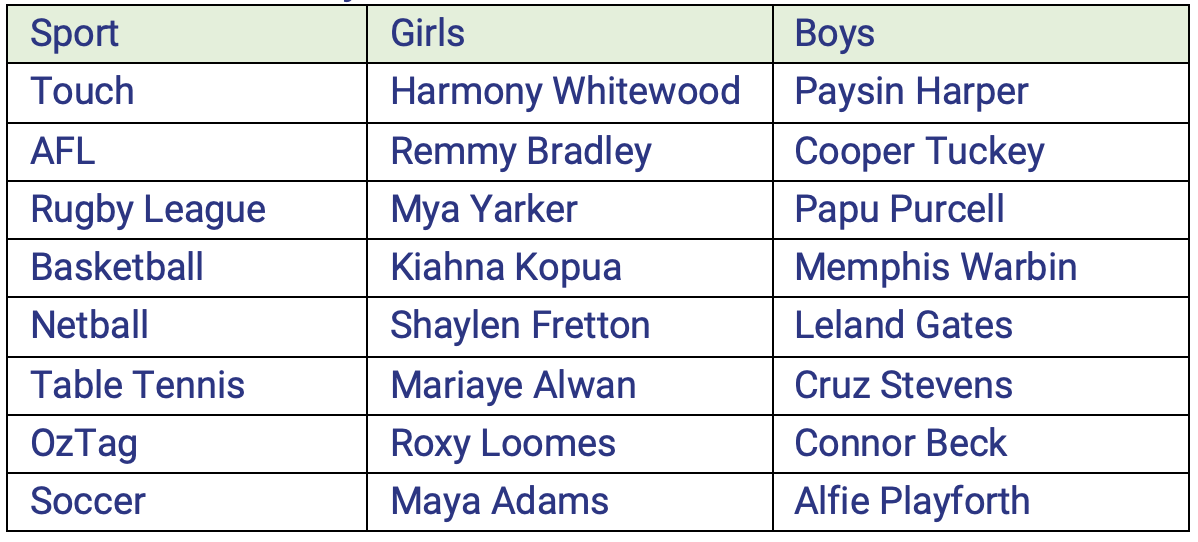 Sport Girls Boys
Touch Harmony Whitewood Paysin Harper
AFL Remmy Bradley Cooper Tuckey
Rugby League Mya Yarker Papu Purcell
Basketball Kiahna Kopua Memphis Warbin
Netball Shaylen Fretton Leland Gates
Table Tennis Mariaye Alwan Cruz Stevens
OzTag Roxy Loomes Connor Beck
Soccer Maya Adams Alfie Playforth